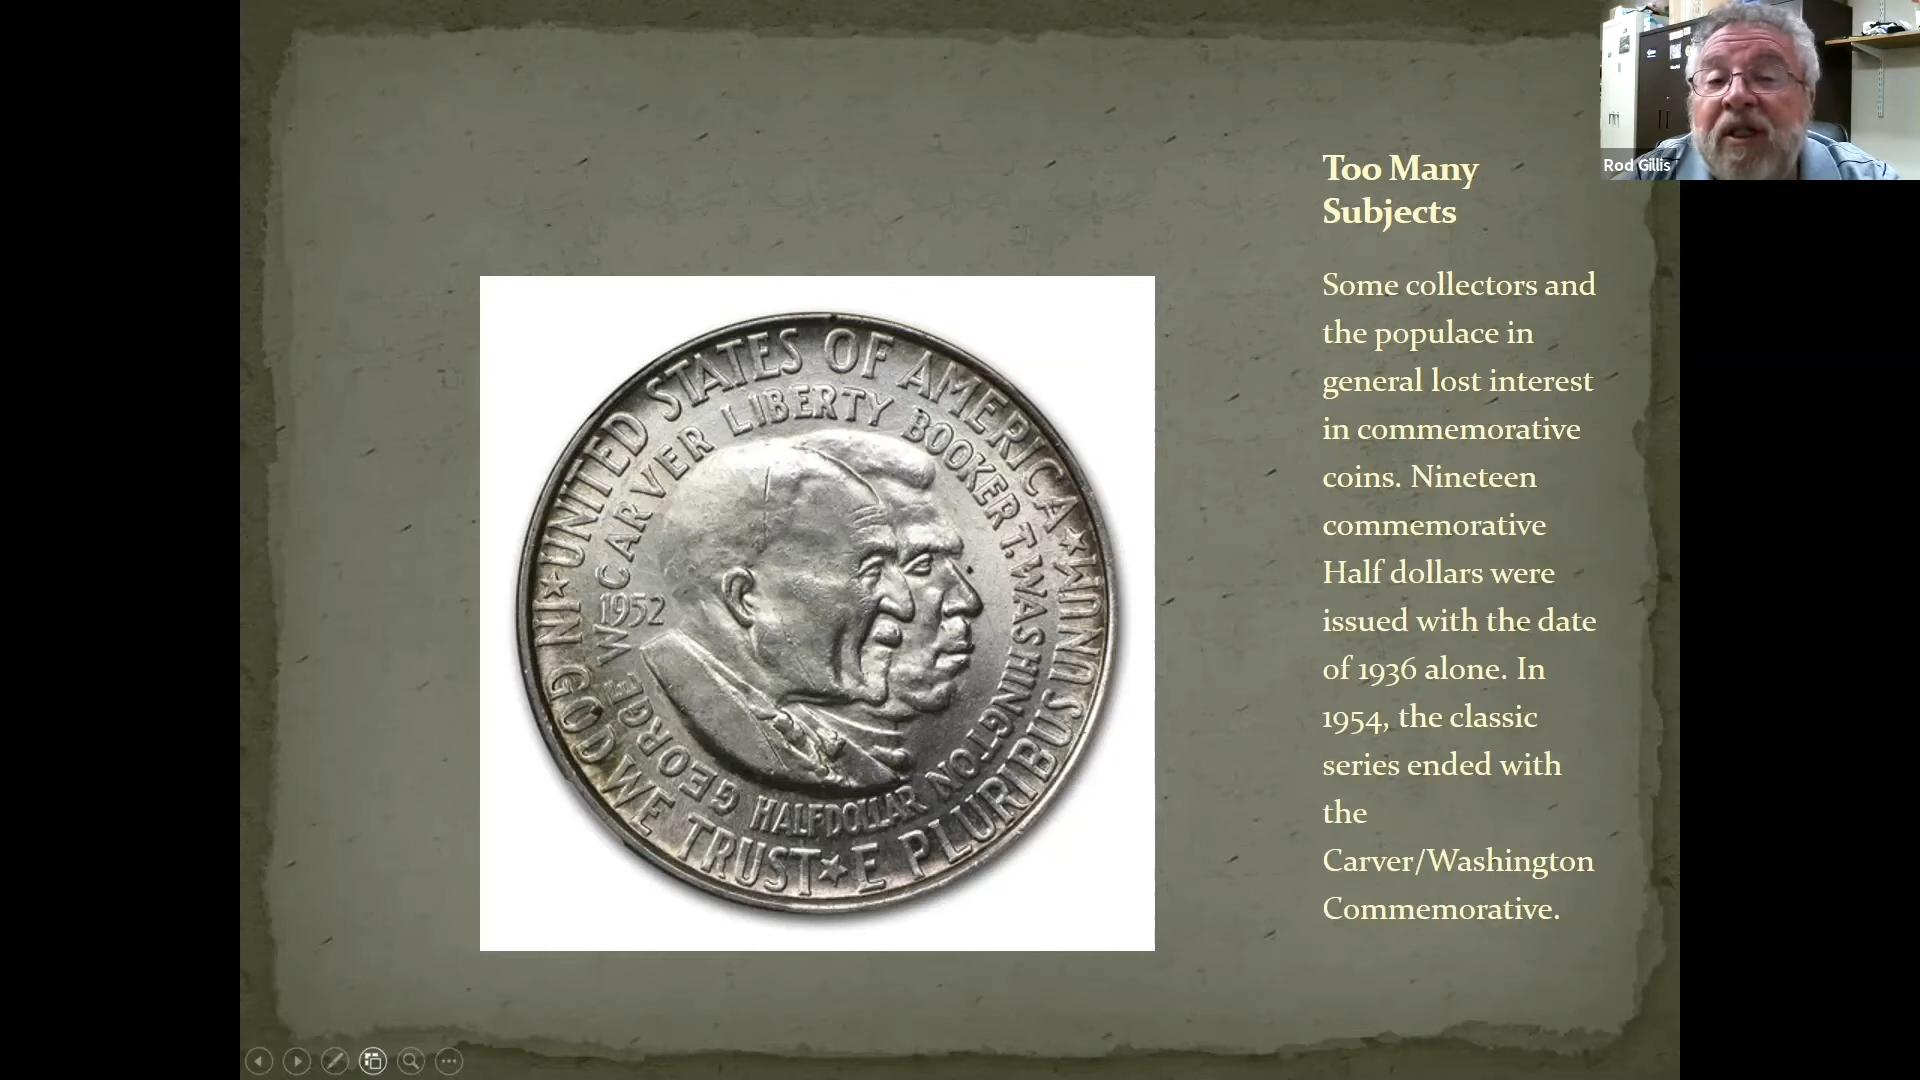 Too Many
Subjects
Some collectors and
the populace in
general lost interest
in commemorative
coins. Nineteen
commemorative
Half dollars were
issued with the date
of 1936 alone. In
1954, the classic
series ended with
the
Carver/Washington
Commemorative.
UNITED STATES OF AMERICA
E PLURIBUS UNUM
IN GOD WE TRUST
GEORGE W CARVER LIBERTY BOOKER T. WASHINGTON
1952
HALF DOLLAR
Rod Gillis